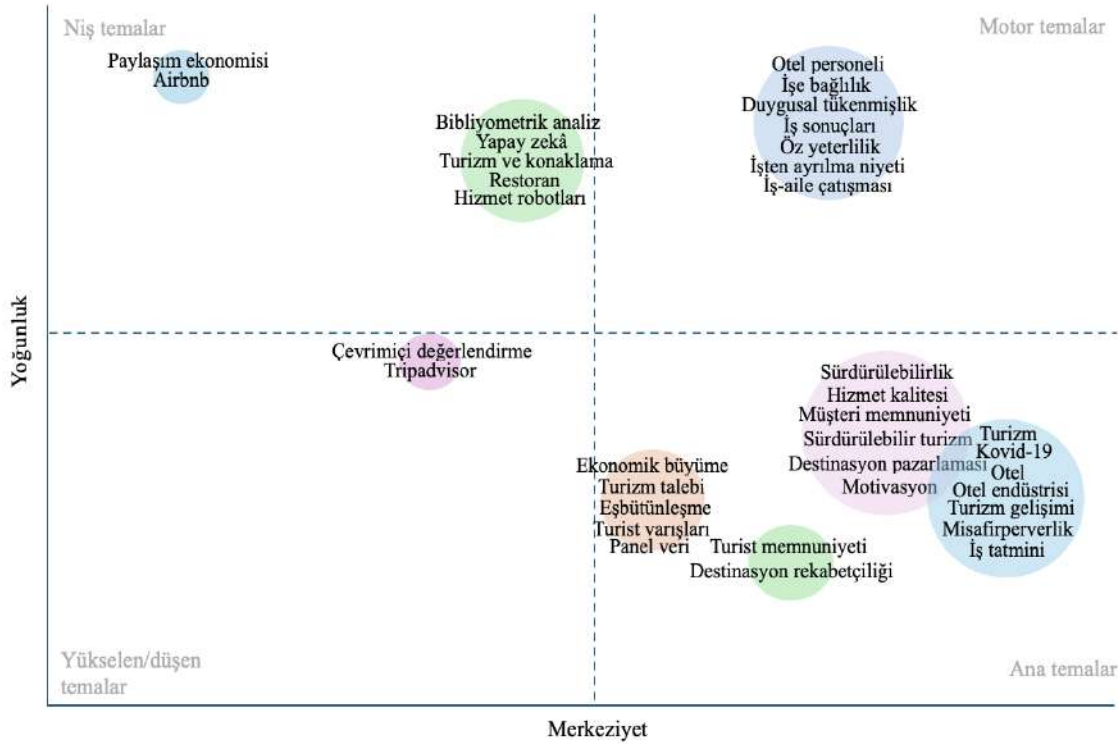 Niş temalar
Motor temalar
Paylaşım ekonomisi
Airbnb
Bibliyometrik analiz
Yapay zekâ
Turizm ve konaklama
Restoran
Hizmet robotları
Otel personeli
İşe bağlılık
Duygusal tükenmişlik
İş sonuçları
Öz yeterlilik
İşten ayrılma niyeti
İş-aile çatışması
Yoğunluk
Çevrimiçi değerlendirme
Tripadvisor
Sürdürülebilirlik
Hizmet kalitesi
Müşteri memnuniyeti
Sürdürülebilir turizm
Destinasyon pazarlaması
Motivasyon
Turizm
Kovid-19
Otel
Otel endüstrisi
Turizm gelişimi
Misafirperverlik
İş tatmini
Ekonomik büyüme
Turizm talebi
Eşbütünleşme
Turist varışları
Panel veri
Turist memnuniyeti
Destinasyon rekabetçiliği
Yükselen/düşen
temalar
Ana temalar
Merkeziyet